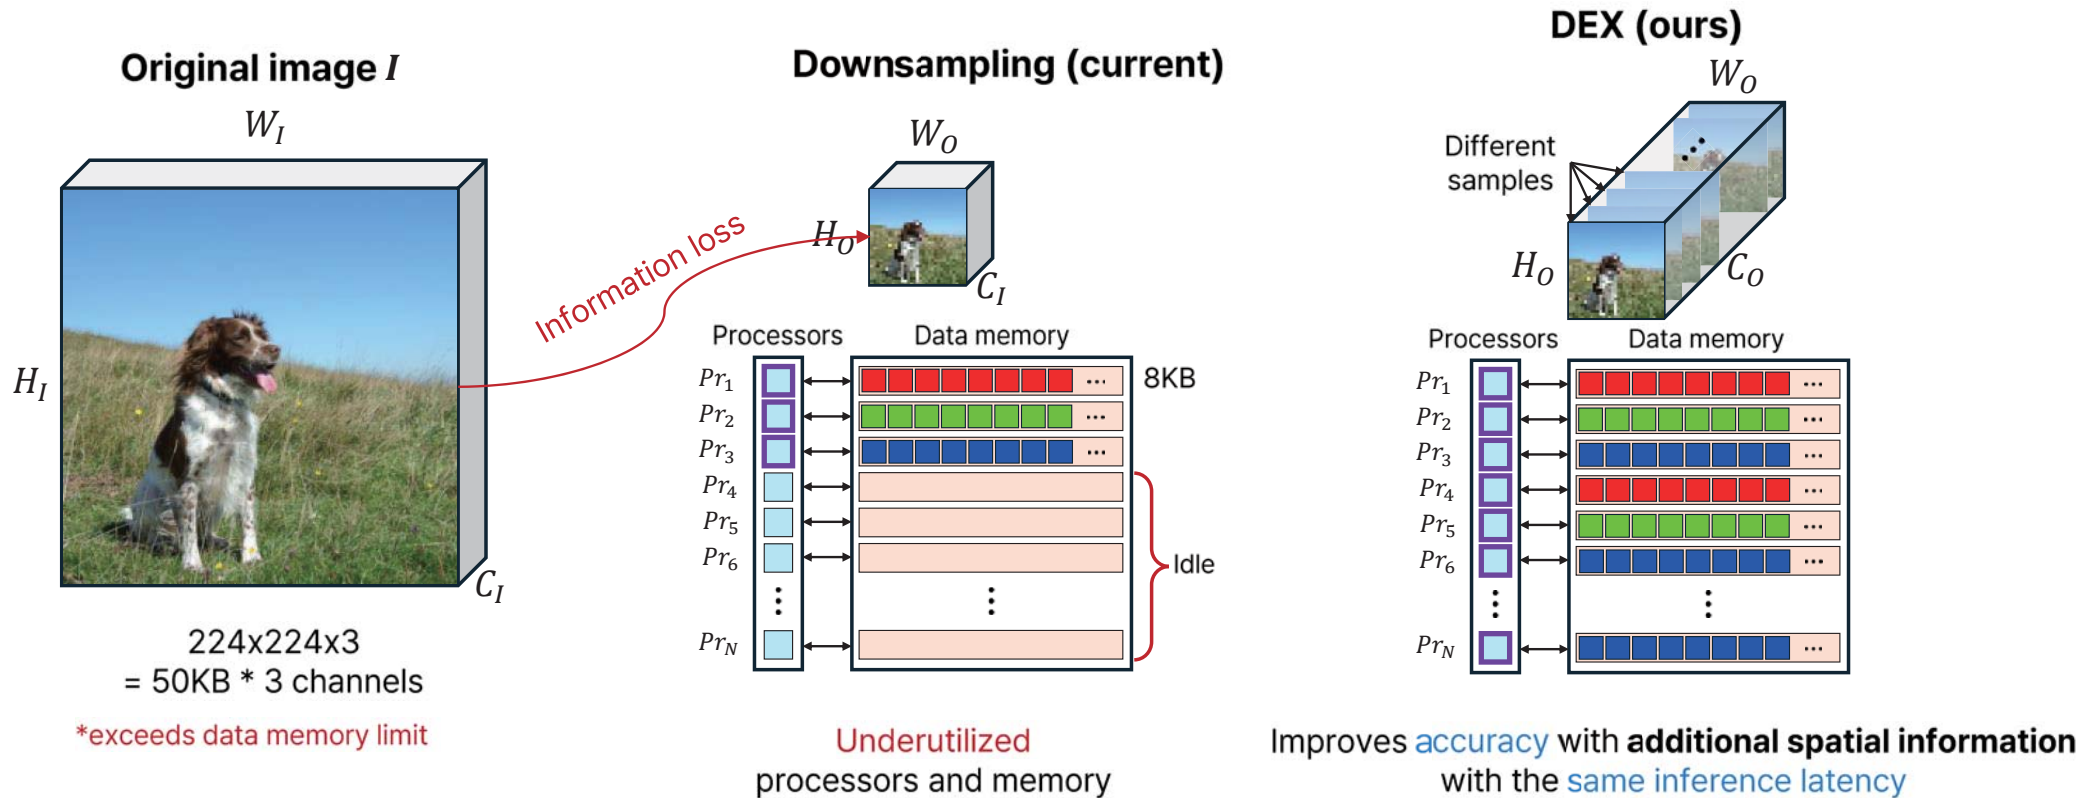 Original image I
W_I
H_I
C_I
224x224x3
= 50KB * 3 channels
*exceeds data memory limit
Information loss
Downsampling (current)
W_O
H_O
C_I
Processors
Data memory
Pr_1
8KB
Pr_2
Pr_3
Pr_4
Pr_5
Pr_6
⋮
⋮
Idle
Pr_N
Underutilized
processors and memory
DEX (ours)
W_O
Different
samples
H_O
C_O
Processors
Data memory
Pr_1
...
Pr_2
...
Pr_3
...
Pr_4
...
Pr_5
...
Pr_6
...
⋮
⋮
Pr_N
...
Improves accuracy with additional spatial information
with the same inference latency